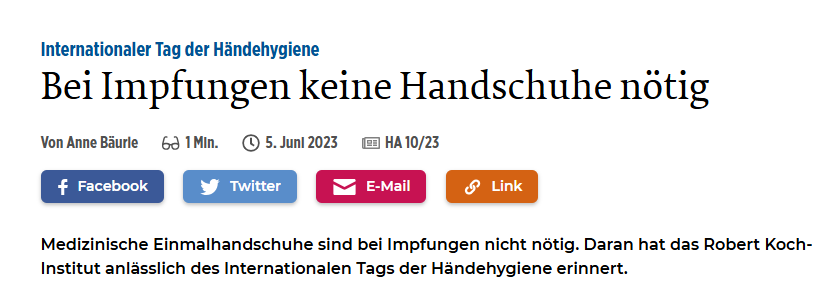 Internationaler Tag der Händehygiene
Bei Impfungen keine Handschuhe nötig
Von Anne Bäurle 1 Min. 5. Juni 2023 HA 10/23
Facebook Twitter E-Mail Link
Medizinische Einmalhandschuhe sind bei Impfungen nicht nötig. Daran hat das Robert Koch-
Institut anlässlich des Internationalen Tags der Händehygiene erinnert.